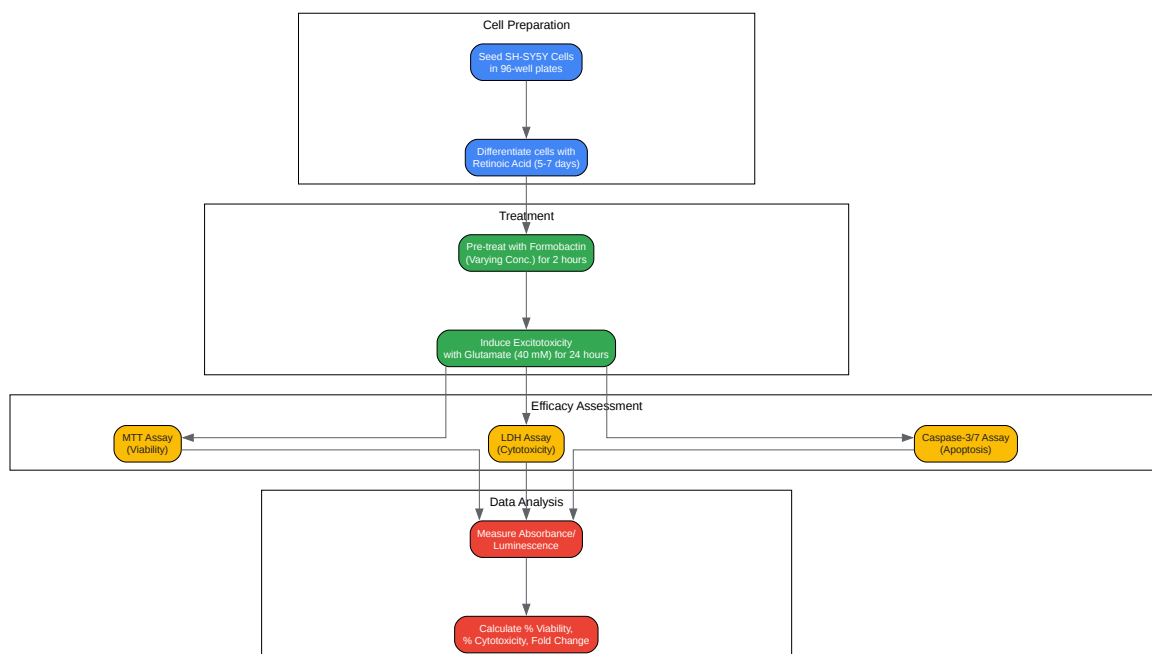 Cell Preparation
Seed SH-SY5Y Cells
in 96-well plates
Differentiate cells with
Retinoic Acid (5-7 days)
Treatment
Pre-treat with Formobactin
(Varying Conc.) for 2 hours
Induce Excitotoxicity
with Glutamate (40 mM) for 24 hours
Efficacy Assessment
MTT Assay
(Viability)
LDH Assay
(Cytotoxicity)
Caspase-3/7 Assay
(Apoptosis)
Data Analysis
Measure Absorbance/
Luminescence
Calculate % Viability,
% Cytotoxicity, Fold Change